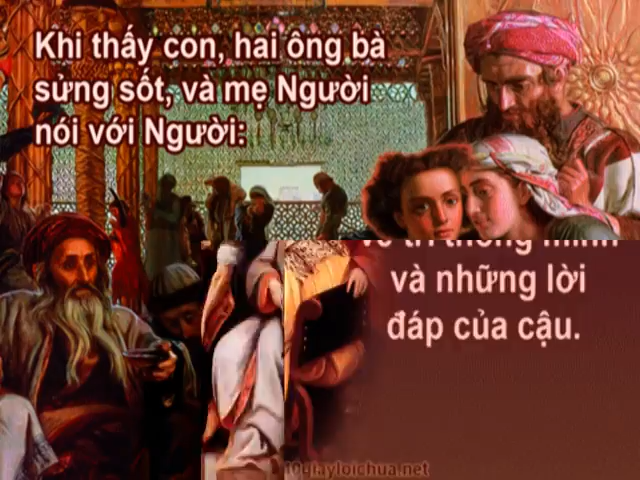 Khi thấy con, hai ông bà
sửng sốt, và mẹ Người
nói với Người:
và những lời
đáp của cậu.